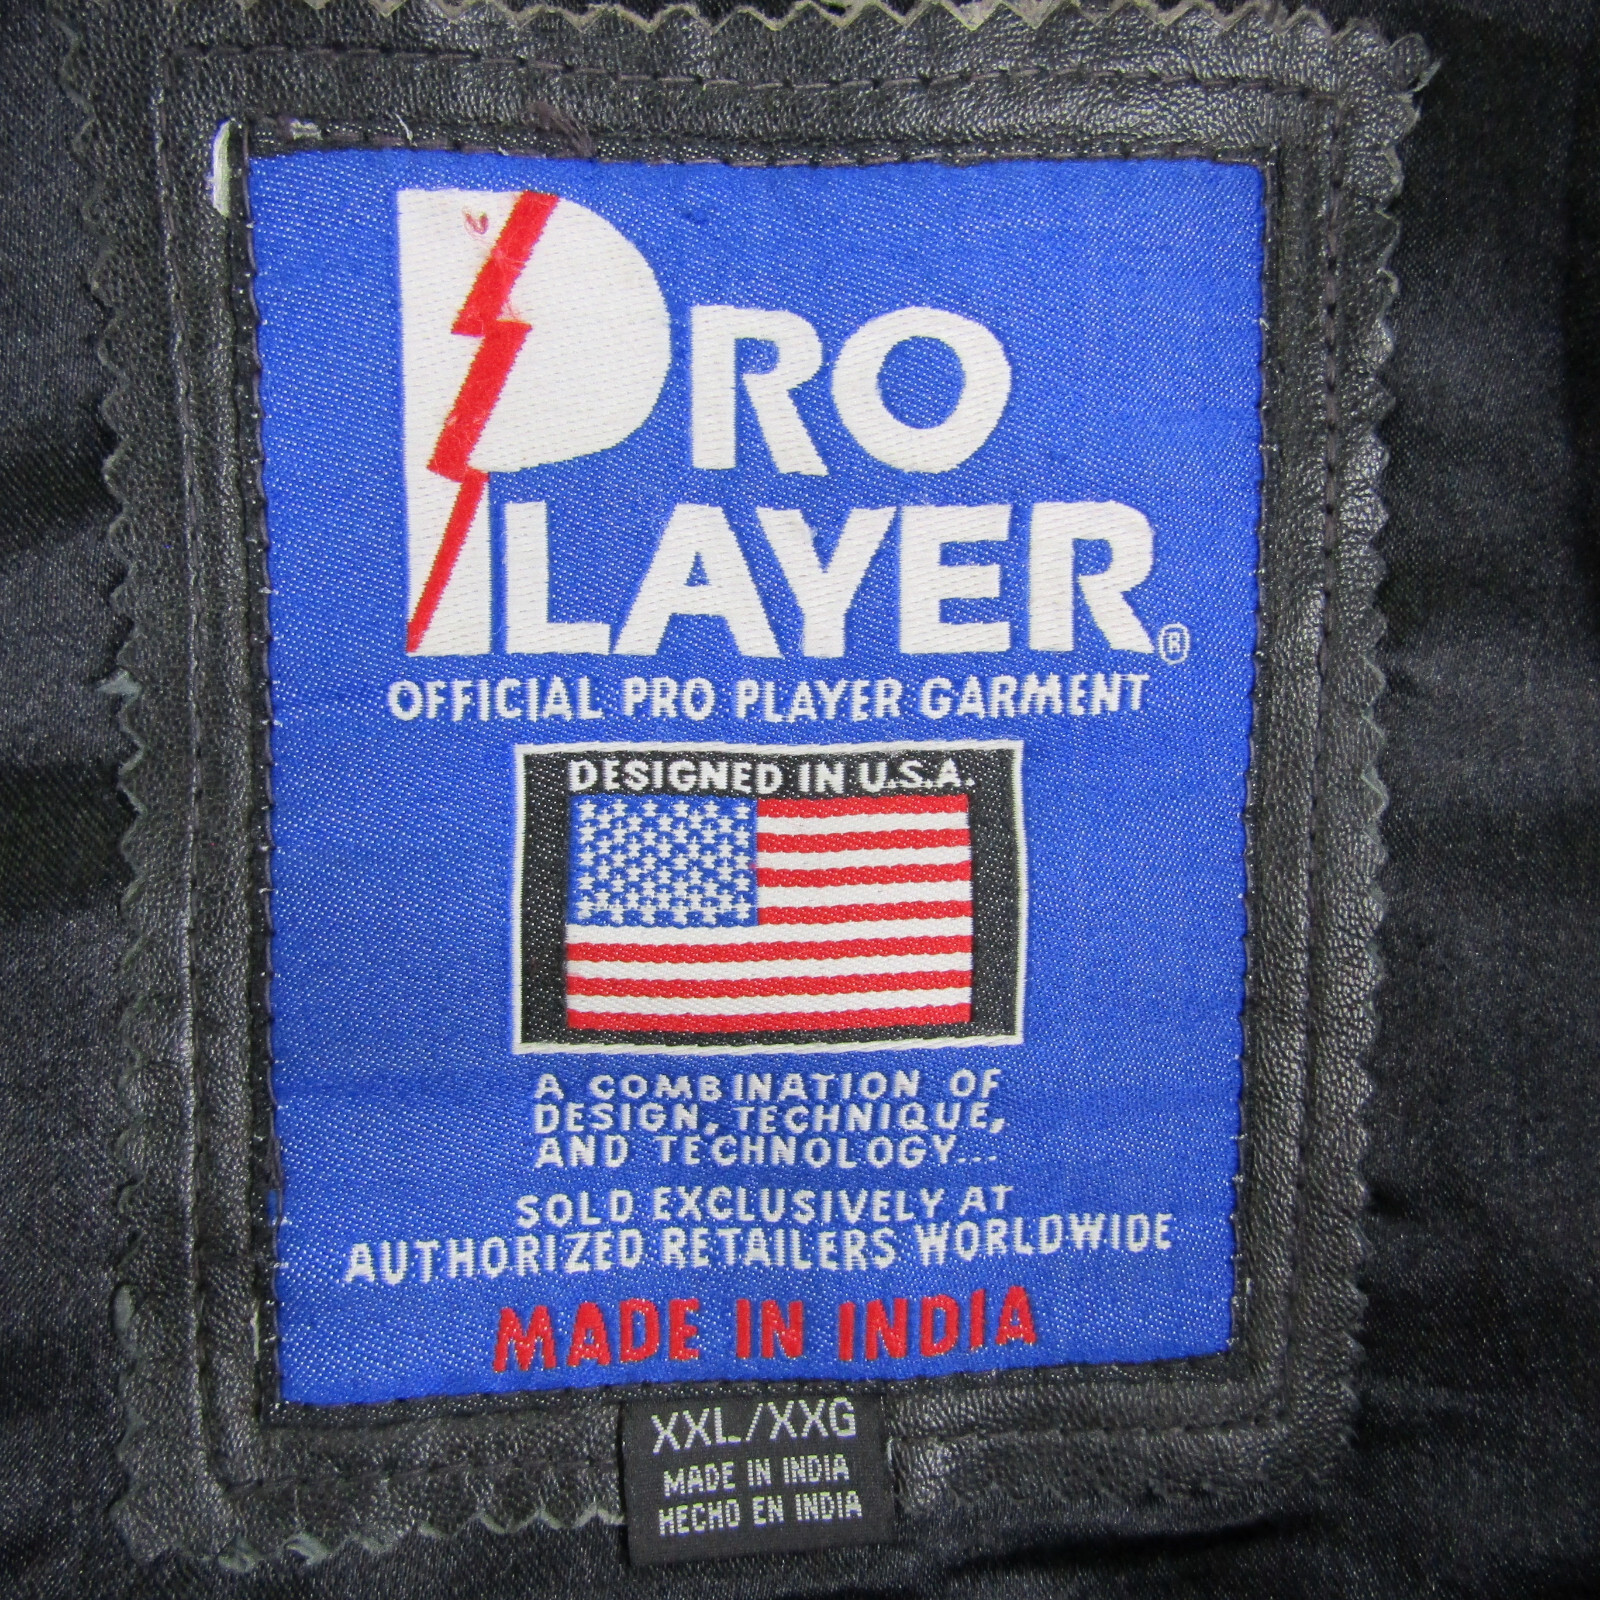 PRO
PLAYER®
OFFICIAL PRO PLAYER GARMENT
DESIGNED IN U.S.A.
A COMBINATION OF
DESIGN, TECHNIQUE,
AND TECHNOLOGY...
SOLD EXCLUSIVELY AT
AUTHORIZED RETAILERS WORLDWIDE
MADE IN INDIA
XXL/XXG
MADE IN INDIA
HECHO EN INDIA